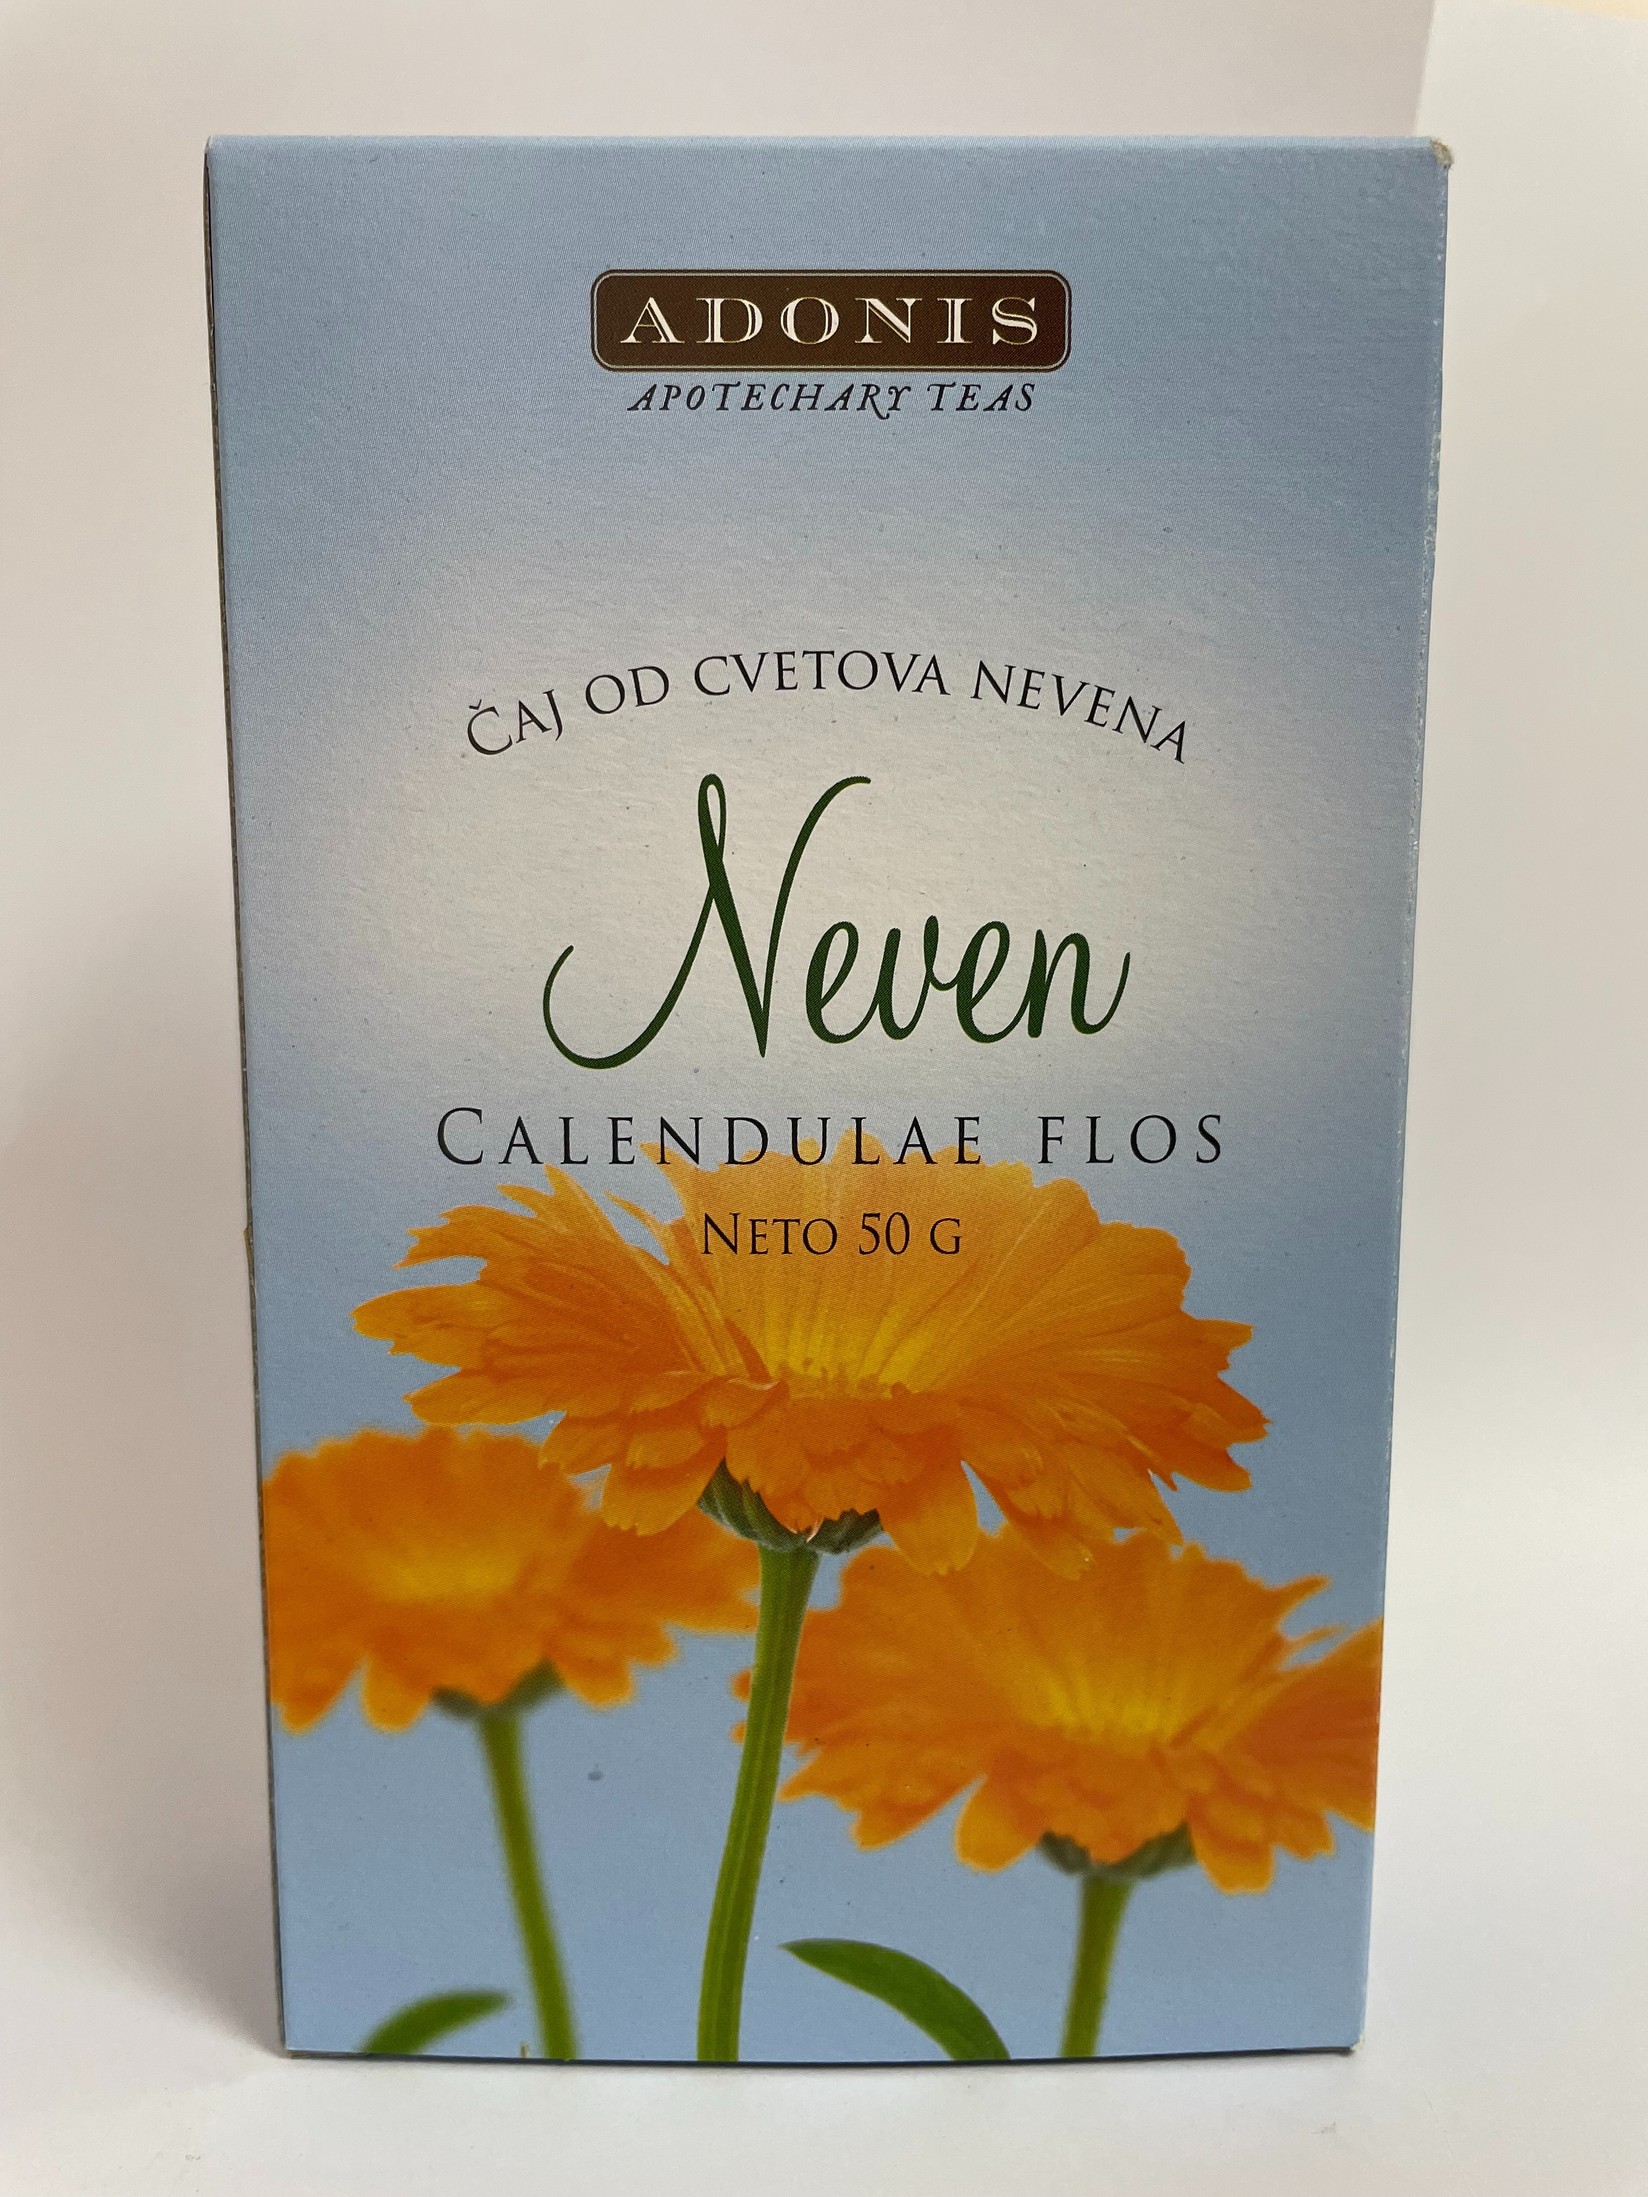 ADONIS
APOTECHARY TEAS
ČAJ OD CVETOVA NEVENA
Neven
CALENDULAE FLOS
NETO 50 G